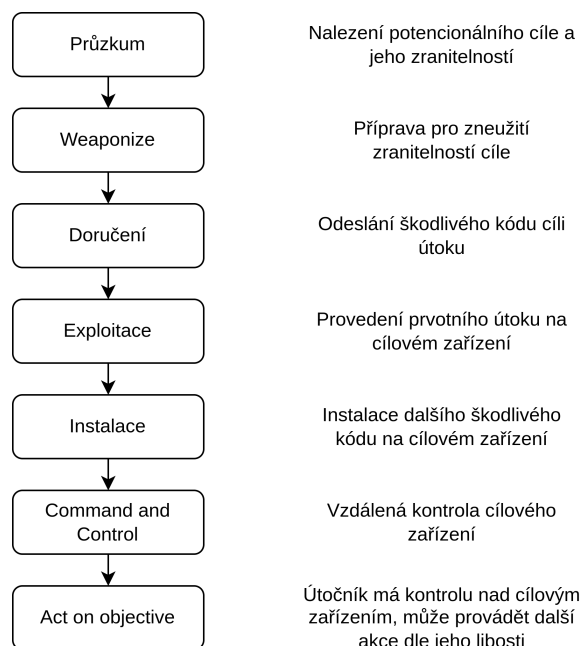 Průzkum
Nalezení potencionálního cíle a
jeho zranitelností
Weaponize
Příprava pro zneužití
zranitelností cíle
Doručení
Odeslání škodlivého kódu cíli
útoku
Exploitace
Provedení prvotního útoku na
cílovém zařízení
Instalace
Instalace dalšího škodlivého
kódu na cílovém zařízení
Command and
Control
Vzdálená kontrola cílového
zařízení
Act on objective
Útočník má kontrolu nad cílovým
zařízením, může provádět další
akce dle jeho libosti